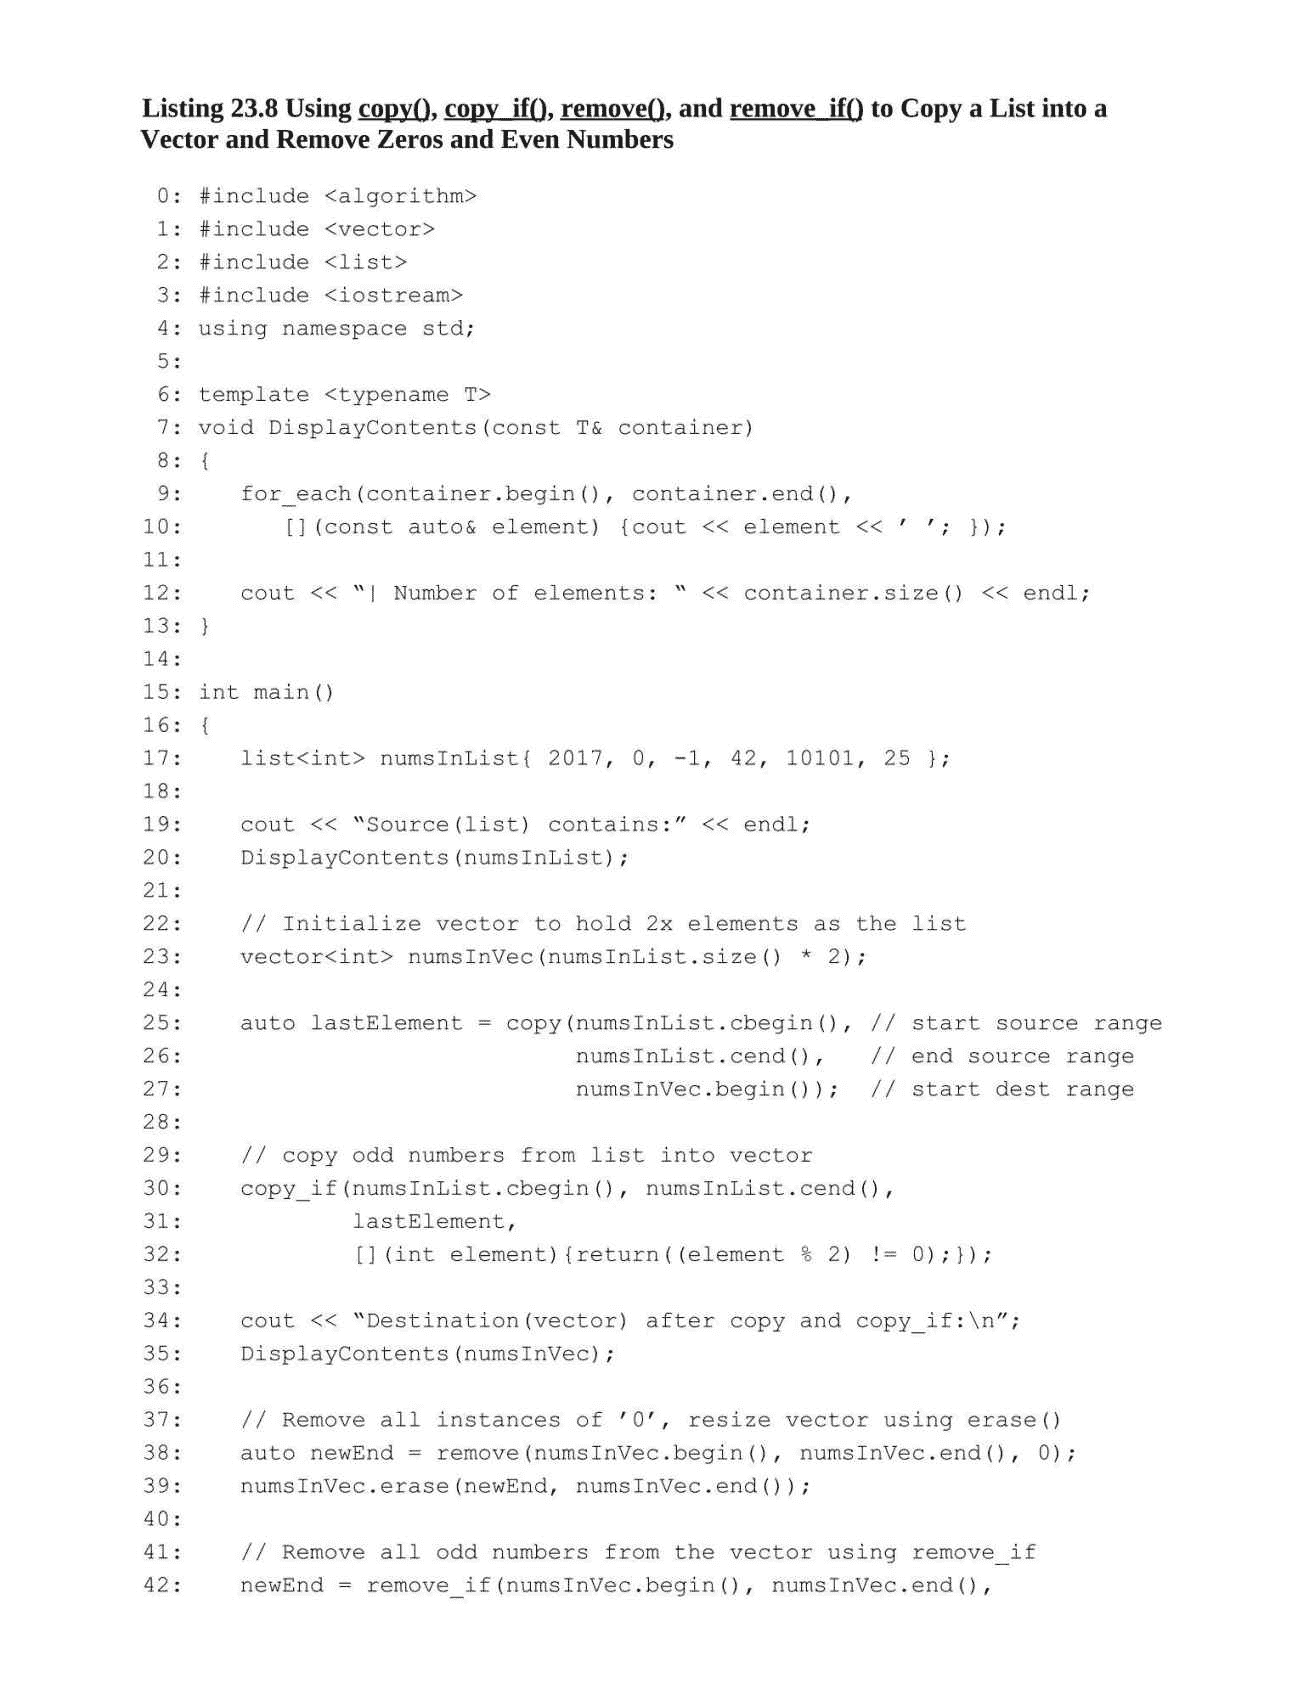 Listing 23.8 Using copy(), copy_if(), remove(), and remove_if() to Copy a List into a
Vector and Remove Zeros and Even Numbers
0: #include <algorithm>
1: #include <vector>
2: #include <list>
3: #include <iostream>
4: using namespace std;
5:
6: template <typename T>
7: void DisplayContents(const T& container)
8: {
9:    for_each(container.begin(), container.end(),
10:       [](const auto& element) {cout << element << ’ ’; });
11:
12:    cout << “| Number of elements: “ << container.size() << endl;
13: }
14:
15: int main()
16: {
17:    list<int> numsInList{ 2017, 0, -1, 42, 10101, 25 };
18:
19:    cout << “Source(list) contains:” << endl;
20:    DisplayContents(numsInList);
21:
22:    // Initialize vector to hold 2x elements as the list
23:    vector<int> numsInVec(numsInList.size() * 2);
24:
25:    auto lastElement = copy(numsInList.cbegin(), // start source range
26:                            numsInList.cend(),   // end source range
27:                            numsInVec.begin());  // start dest range
28:
29:    // copy odd numbers from list into vector
30:    copy_if(numsInList.cbegin(), numsInList.cend(),
31:            lastElement,
32:            [](int element){return((element % 2) != 0);});
33:
34:    cout << “Destination(vector) after copy and copy_if:\n”;
35:    DisplayContents(numsInVec);
36:
37:    // Remove all instances of ’0’, resize vector using erase()
38:    auto newEnd = remove(numsInVec.begin(), numsInVec.end(), 0);
39:    numsInVec.erase(newEnd, numsInVec.end());
40:
41:    // Remove all odd numbers from the vector using remove_if
42:    newEnd = remove_if(numsInVec.begin(), numsInVec.end(),